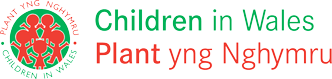 PLANT YNG NGHYMRU
• CHILDREN IN WALES •
Children in Wales
Plant yng Nghymru